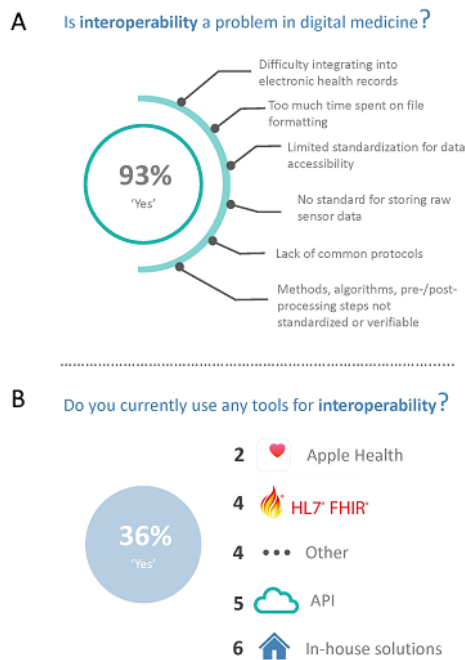 A
Is interoperability a problem in digital medicine?
Difficulty integrating into
electronic health records
Too much time spent on file
formatting
Limited standardization for data
accessibility
93%
'Yes'
No standard for storing raw
sensor data
Lack of common protocols
Methods, algorithms, pre-/post-
processing steps not
standardized or verifiable
B
Do you currently use any tools for interoperability?
36%
'Yes'
2 Apple Health
4 HL7® FHIR®
4 Other
5 API
6 In-house solutions